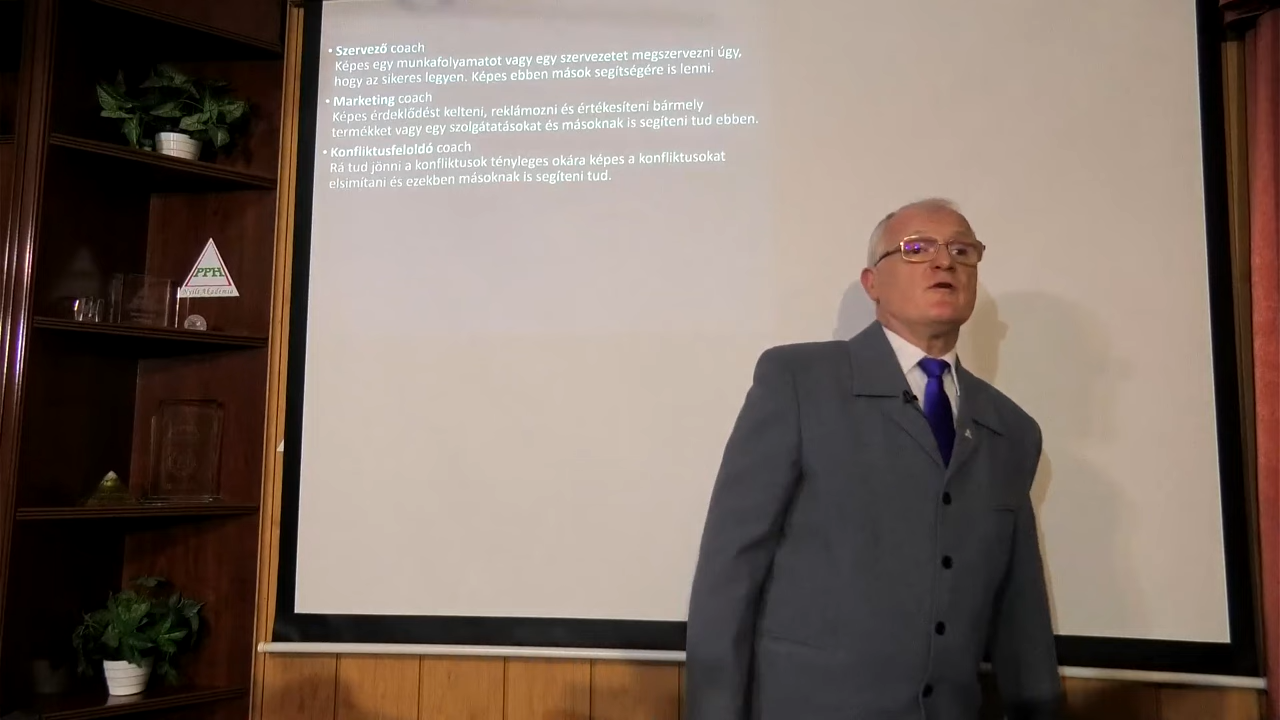 • Szervező coach
Képes egy munkafolyamatot vagy egy szervezetet megszervezni úgy,
hogy az sikeres legyen. Képes ebben mások segítségére is lenni.
• Marketing coach
Képes érdeklődést kelteni, reklámozni és értékesíteni bármely
termékket vagy egy szolgátatásokat és másoknak is segíteni tud ebben.
• Konfliktusfeloldó coach
Rá tud jönni a konfliktusok tényleges okára képes a konfliktusokat
elsimítani és ezekben másoknak is segíteni tud.
PPH
Nyílt Akadémia